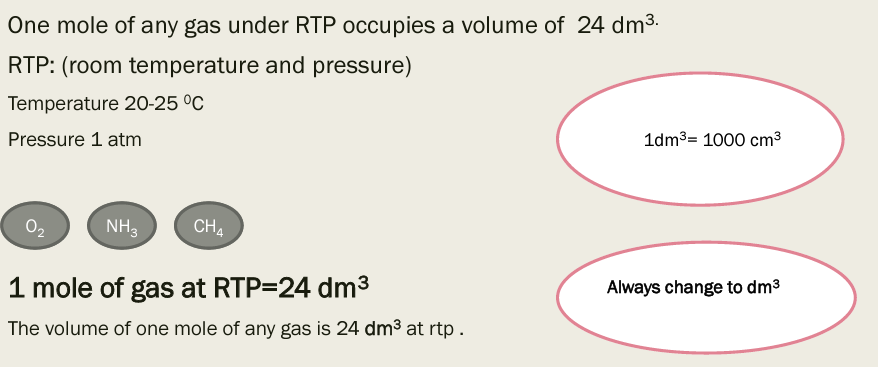 One mole of any gas under RTP occupies a volume of  24 dm³.
RTP: (room temperature and pressure)
Temperature 20-25 ⁰C
Pressure 1 atm
1dm³= 1000 cm³
O₂ NH₃ CH₄
1 mole of gas at RTP=24 dm³
Always change to dm³
The volume of one mole of any gas is 24 dm³ at rtp .